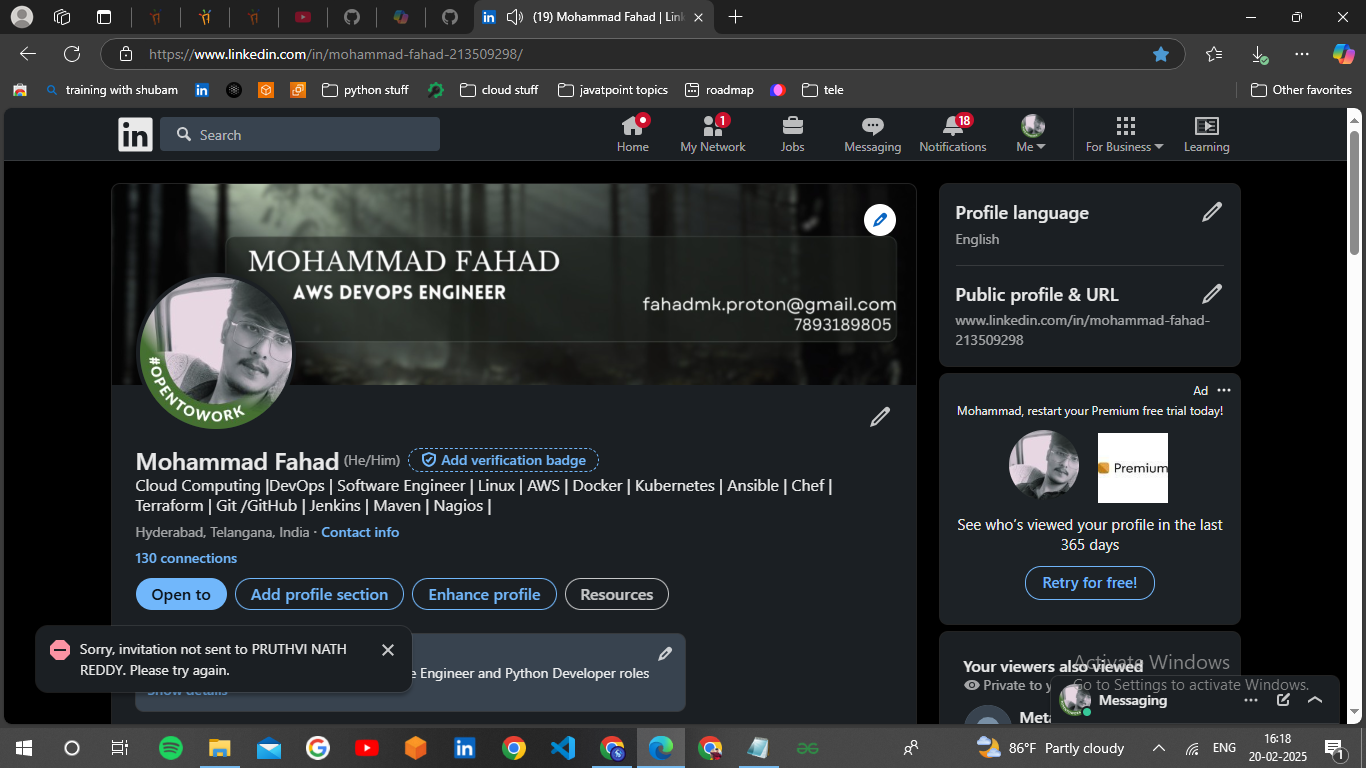 (19) Mohammad Fahad | Lin
https://www.linkedin.com/in/mohammad-fahad-213509298/
training with shubam
python stuff
cloud stuff
javatpoint topics
roadmap
tele
Other favorites
in
Search
Home
1
My Network
Jobs
Messaging
18
Notifications
Me
For Business
Learning
MOHAMMAD FAHAD
AWS DEVOPS ENGINEER
fahadmk.proton@gmail.com
7893189805
#OPENTOWORK
Mohammad Fahad (He/Him) Add verification badge
Cloud Computing |DevOps | Software Engineer | Linux | AWS | Docker | Kubernetes | Ansible | Chef |
Terraform | Git /GitHub | Jenkins | Maven | Nagios |
Hyderabad, Telangana, India · Contact info
130 connections
Open to
Add profile section
Enhance profile
Resources
e Engineer and Python Developer roles
Show details
Sorry, invitation not sent to PRUTHVI NATH
REDDY. Please try again.
Profile language
English
Public profile & URL
www.linkedin.com/in/mohammad-fahad-
213509298
Ad
Mohammad, restart your Premium free trial today!
Premium
See who's viewed your profile in the last
365 days
Retry for free!
Your viewers also viewed
Private to y
Meta
Activate Windows
Go to Settings to activate Windows.
Messaging
86°F Partly cloudy
ENG
16:18
20-02-2025
1